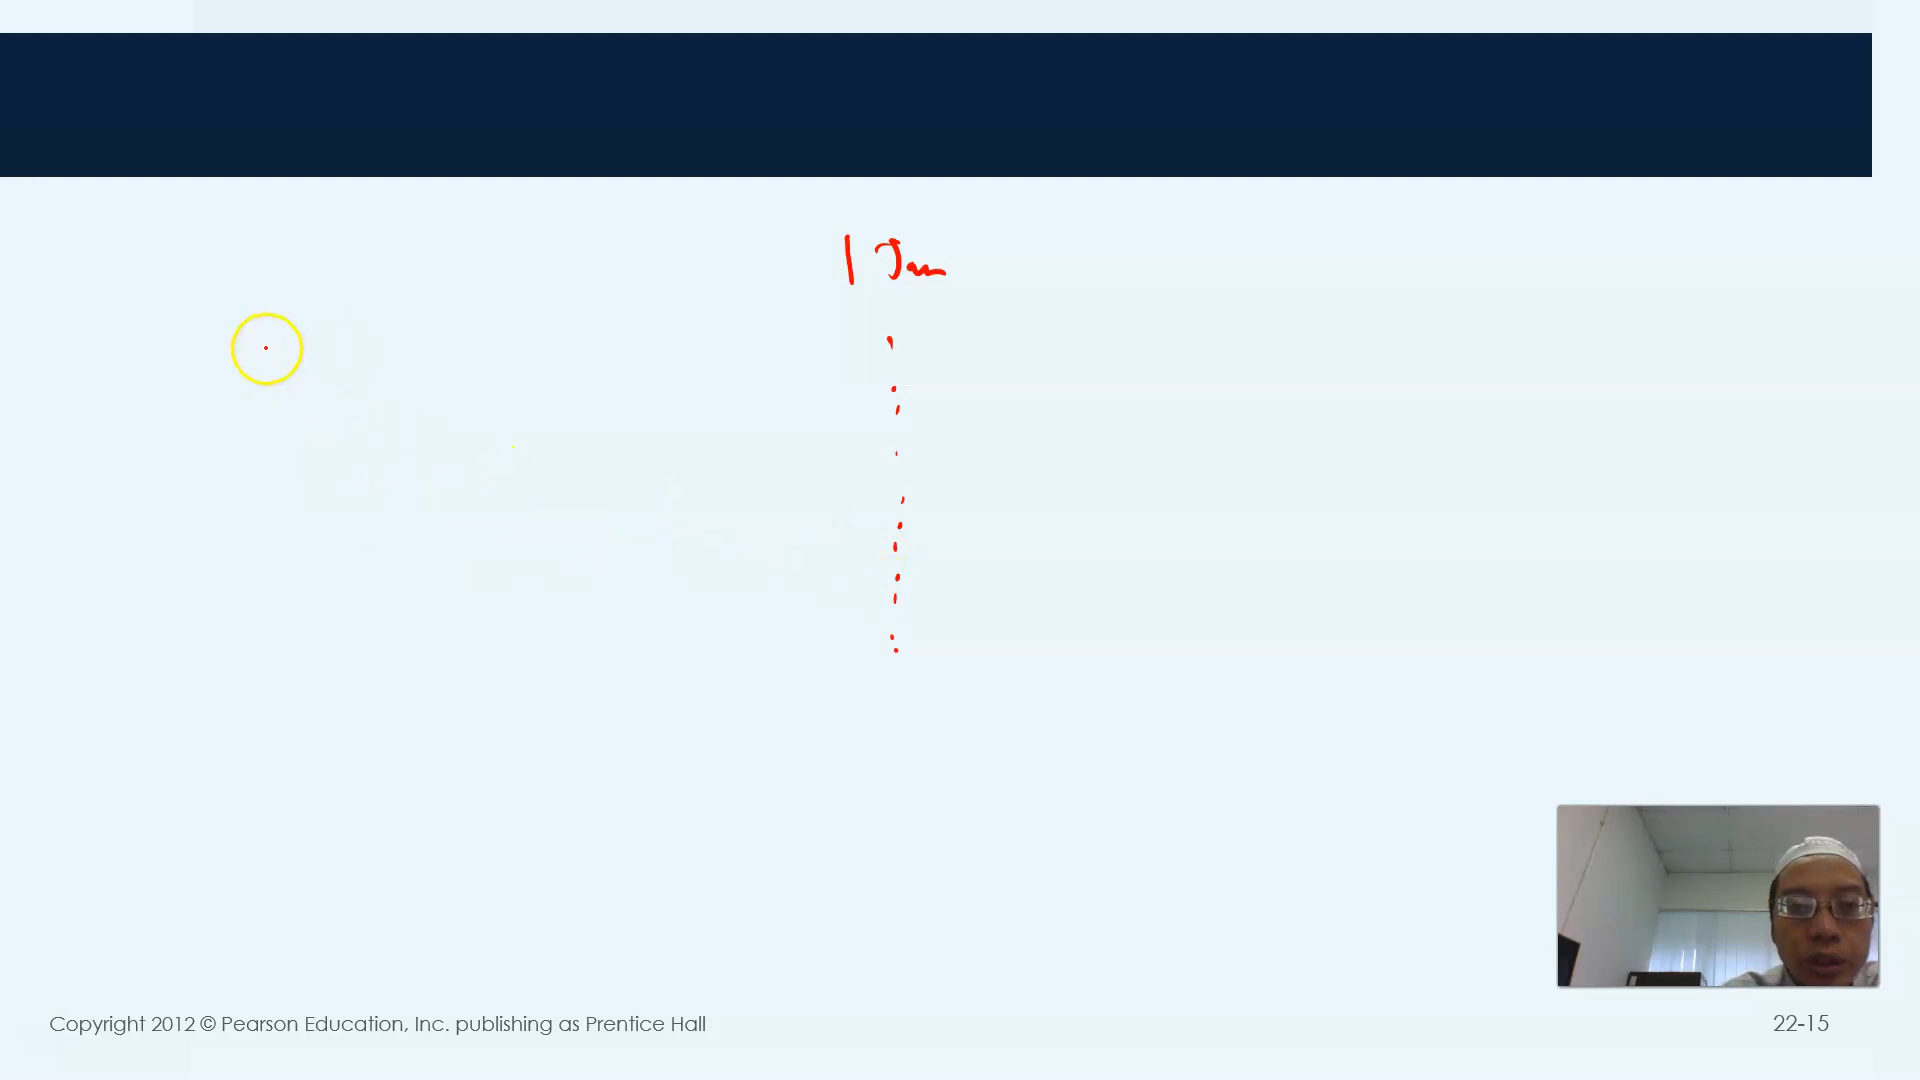 1 Jan
Copyright 2012 © Pearson Education, Inc. publishing as Prentice Hall
22-15